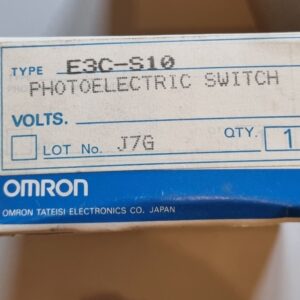 TYPE E3C-S10
PHOTOELECTRIC SWITCH
VOLTS.
LOT No. J7G QTY. 1
OMRON
OMRON TATEISI ELECTRONICS CO. JAPAN